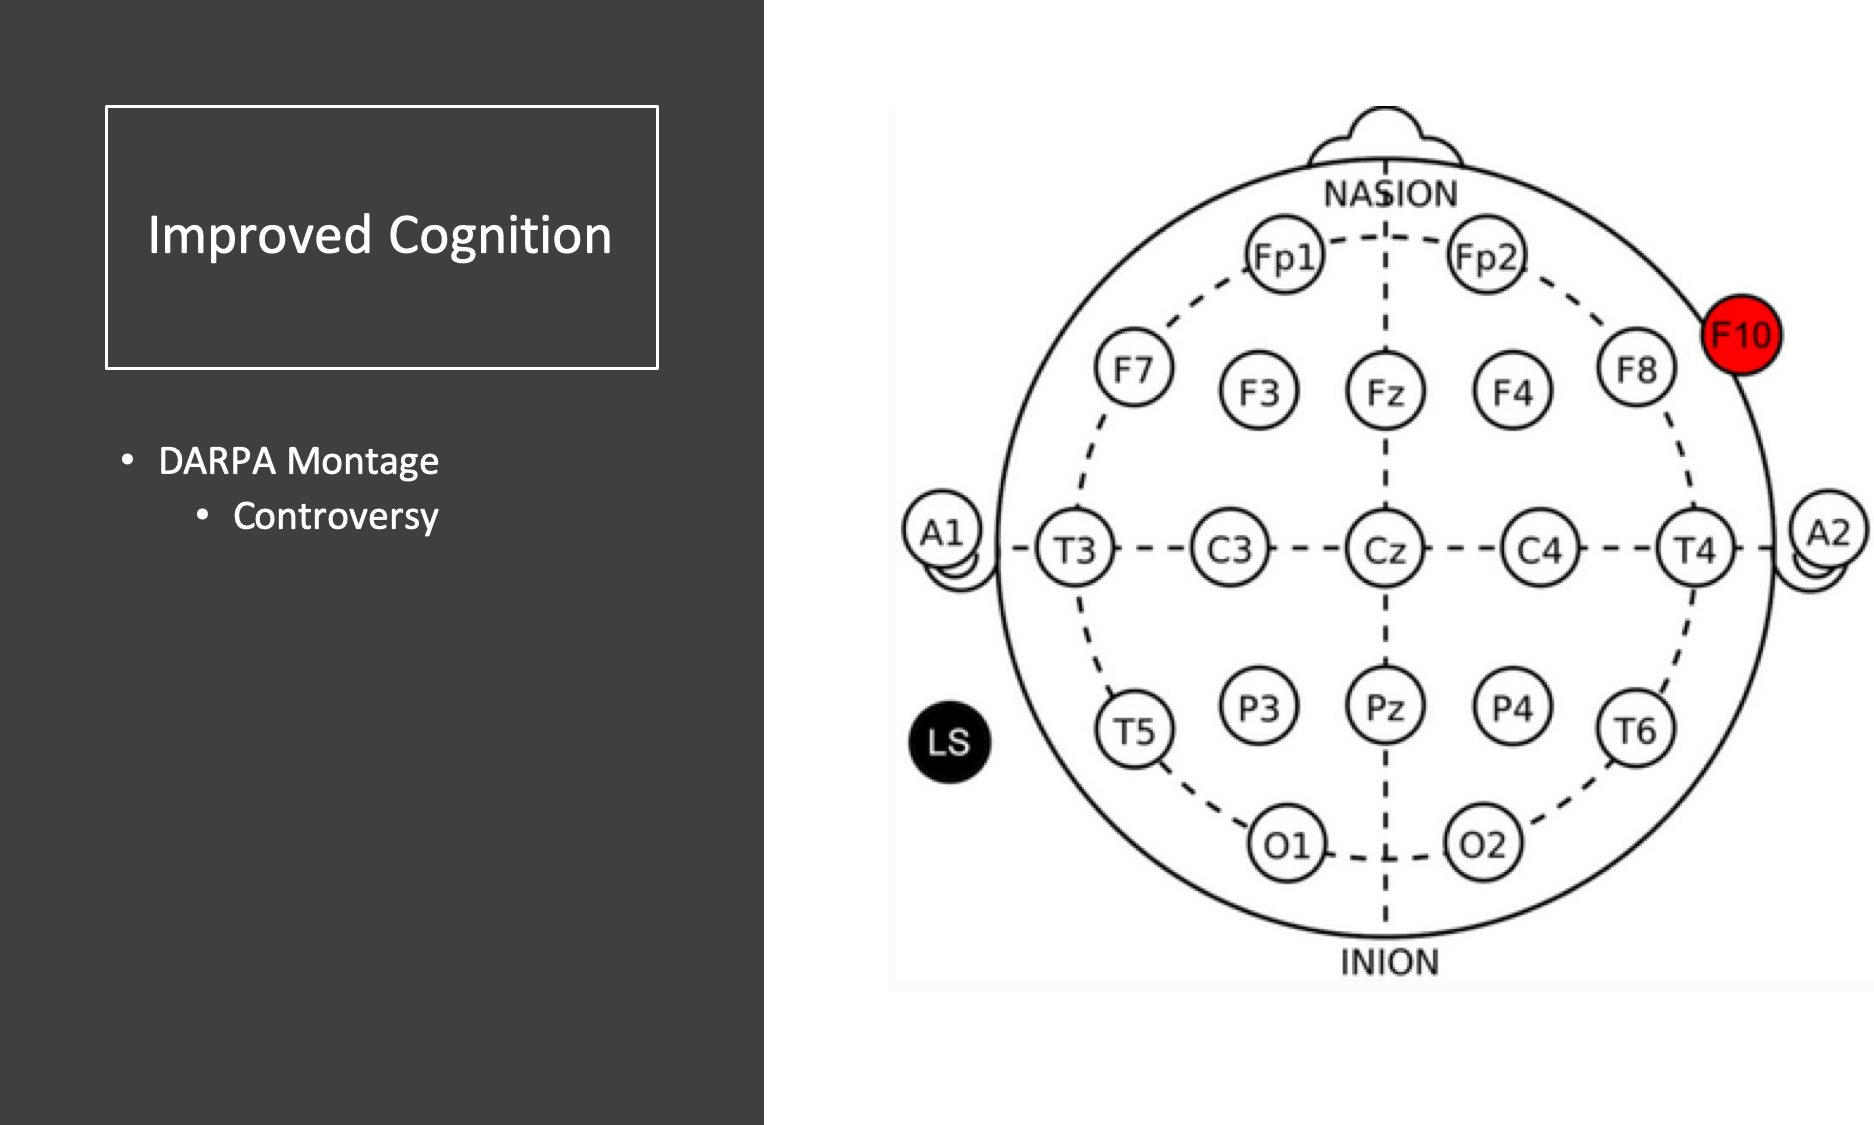 Improved Cognition
• DARPA Montage
• Controversy
NASION
Fp1 Fp2
F10
F7 F3 Fz F4 F8
A1 T3 C3 Cz C4 T4 A2
T5 P3 Pz P4 T6
LS
O1 O2
INION